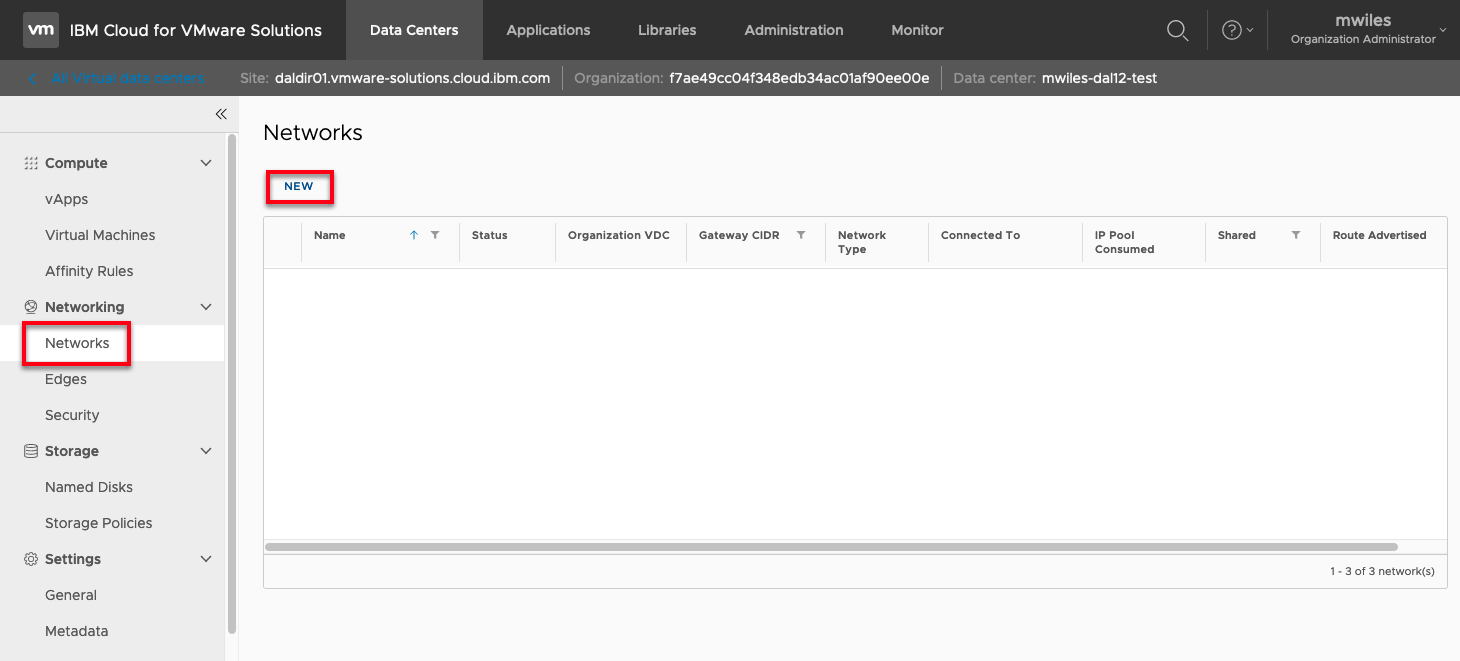 vm IBM Cloud for VMware Solutions Data Centers Applications Libraries Administration Monitor ? mwiles
Organization Administrator
All Virtual data centers Site: daldir01.vmware-solutions.cloud.ibm.com Organization: f7ae49cc04f348edb34ac01af90ee00e Data center: mwiles-dal12-test
Compute
vApps
Virtual Machines
Affinity Rules
Networking
Networks
Edges
Security
Storage
Named Disks
Storage Policies
Settings
General
Metadata
Networks
NEW
Name Status Organization VDC Gateway CIDR Network Type Connected To IP Pool Consumed Shared Route Advertised
1 - 3 of 3 network(s)